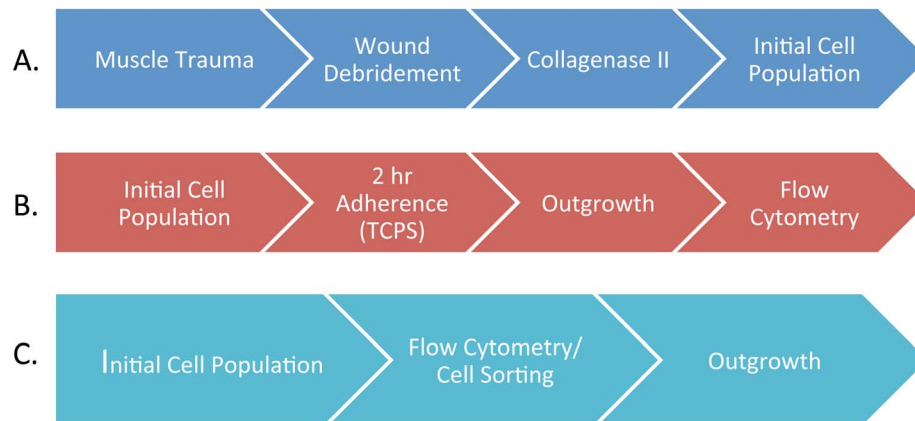 A.
Muscle Trauma
Wound
Debridement
Collagenase II
Initial Cell
Population
B.
Initial Cell
Population
2 hr
Adherence
(TCPS)
Outgrowth
Flow
Cytometry
C.
Initial Cell Population
Flow Cytometry/
Cell Sorting
Outgrowth